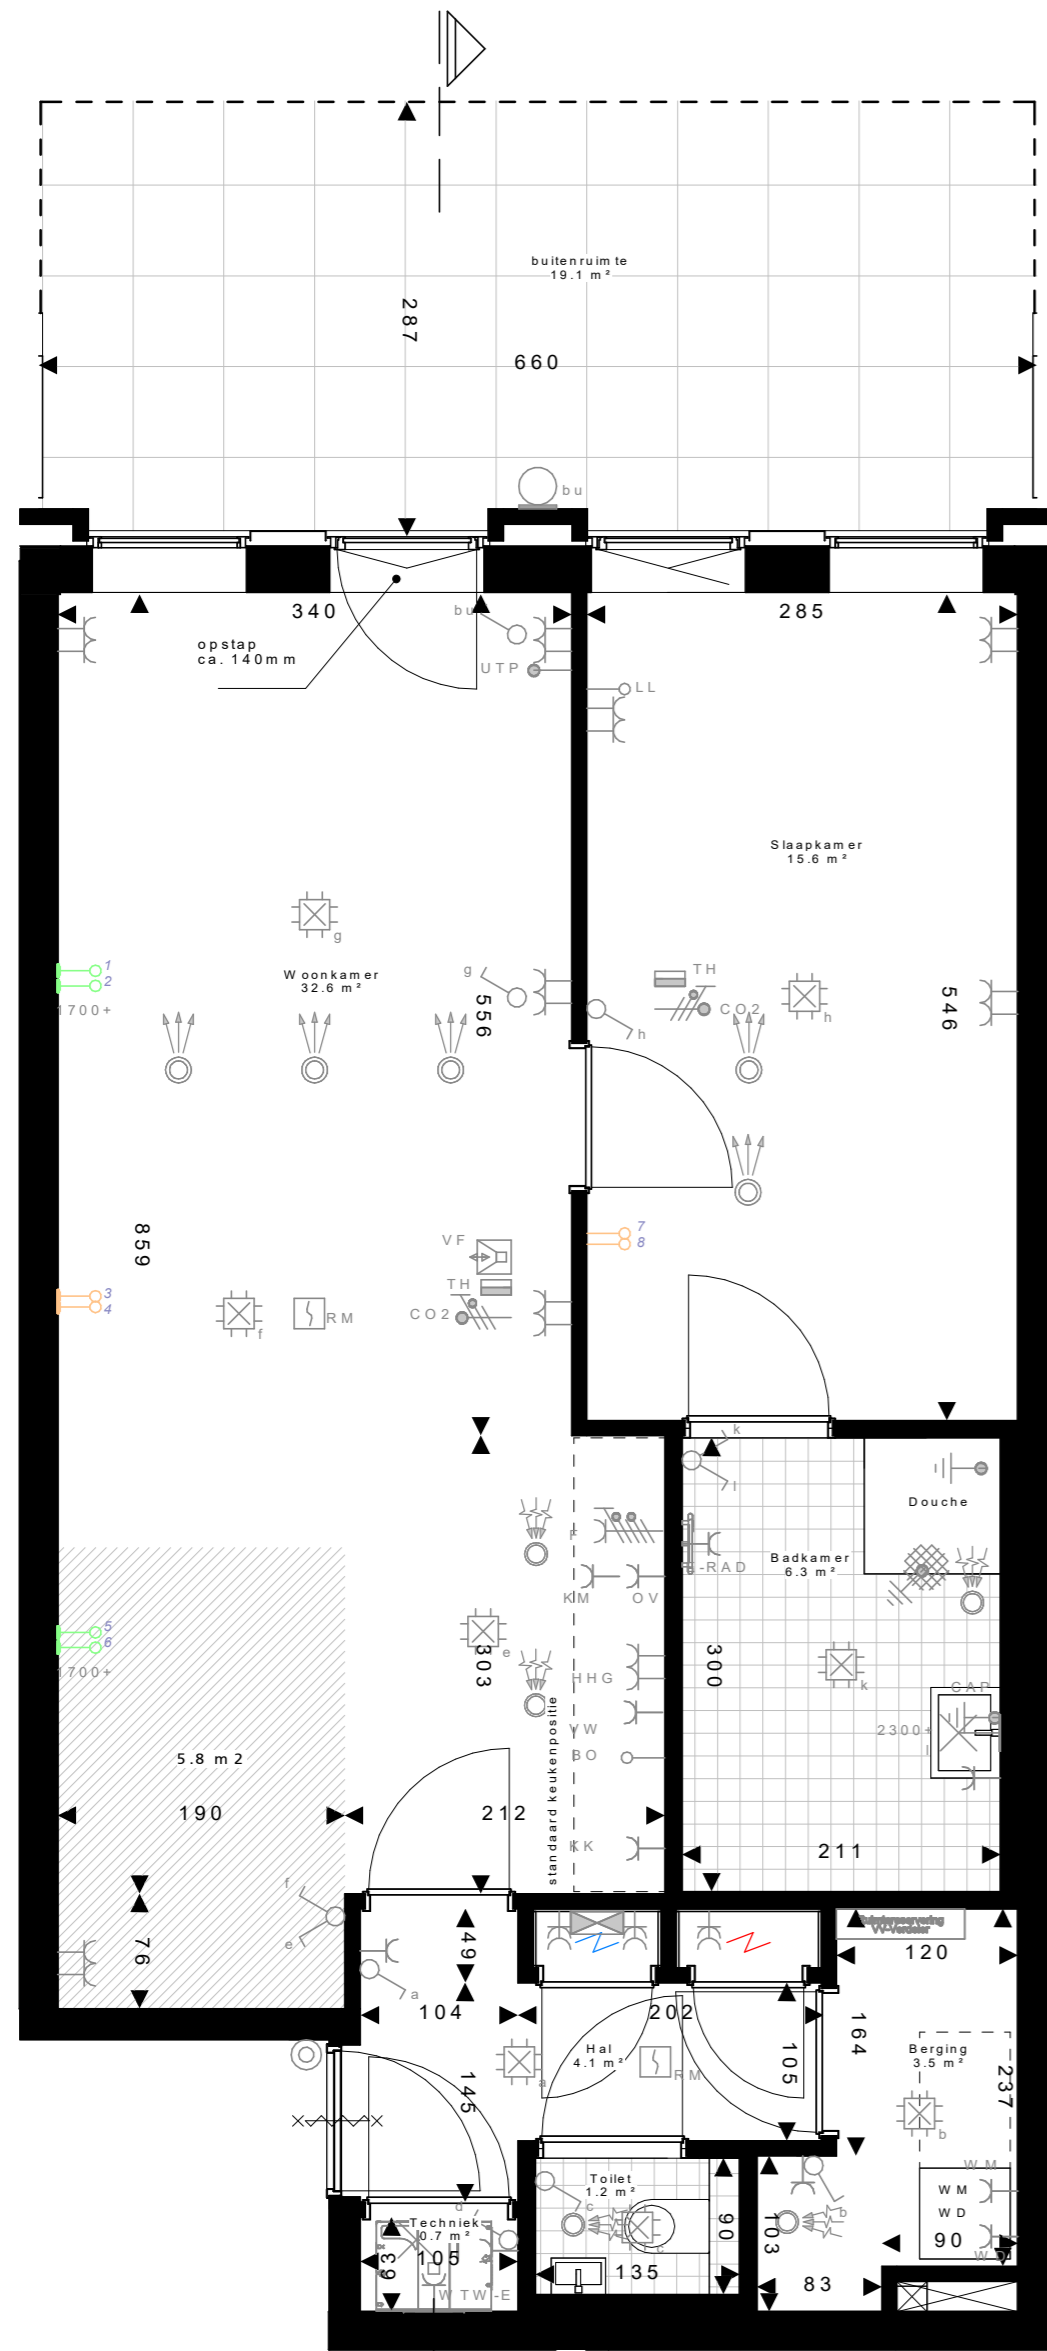 buitenruimte
19.1 m²
287
660
bu
340
285
bu
opstap
ca. 140mm
UTP
LL
Slaapkamer
15.6 m²
g
Woonkamer
32.6 m²
g
1
2
1700+
556
TH
CO2
h
h
546
859
VF
TH
CO2
7
8
3
4
f
RM
k
l
Douche
F
Badkamer
6.3 m²
-RAD
KM
OV
5
6
1700+
e
303
HHG
300
k
CAP
2300+
l
VW
BO
standaard keukenpositie
5.8 m2
190
212
KK
211
f
e
76
49
a
120
104
202
164
Hal
4.1 m²
105
Berging
3.5 m²
a
RM
145
237
b
WM
Toilet
1.2 m²
c
d
Techniek
0.7 m²
WM
WD
b
63
105
c
90
103
90
WD
135
83
WTW-E